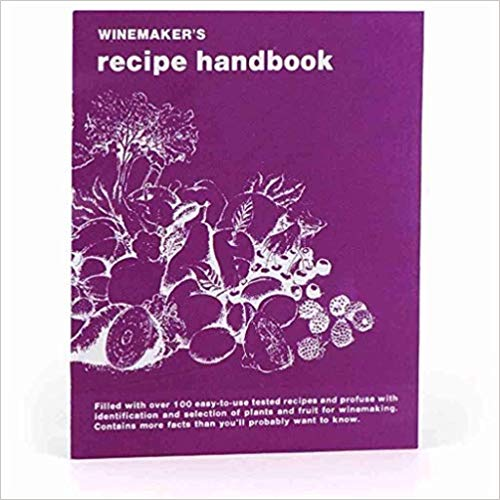 WINEMAKER'S
recipe handbook
Filled with over 100 easy-to-use tested recipes and profuse with
identification and selection of plants and fruit for winemaking.
Contains more facts than you'll probably want to know.